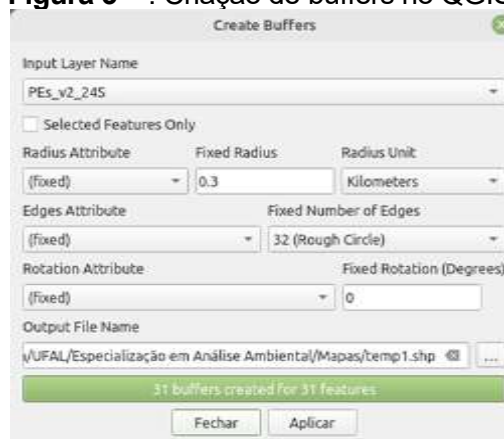 Create Buffers
Input Layer Name
PEs_v2_24S
Selected Features Only
Radius Attribute Fixed Radius Radius Unit
(fixed) 0.3 Kilometers
Edges Attribute Fixed Number of Edges
(fixed) 32 (Rough Circle)
Rotation Attribute Fixed Rotation (Degrees)
(fixed) 0
Output File Name
/UFAL/Especialização em Análise Ambiental/Mapas/temp1.shp ...
31 buffers created for 31 features
Fechar Aplicar